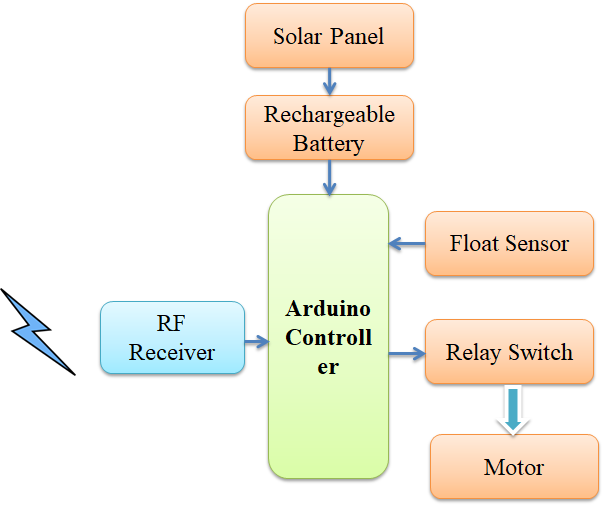 Solar Panel
Rechargeable
Battery
Float Sensor
Arduino
Controll
er
RF
Receiver
Relay Switch
Motor